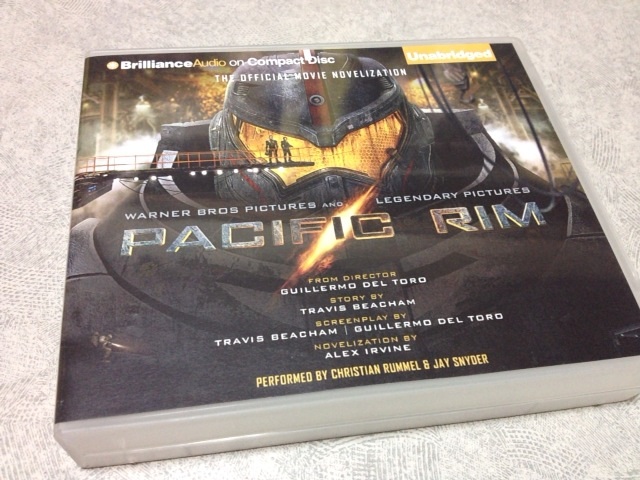 BrillianceAudio on Compact Disc
Unabridged
THE OFFICIAL MOVIE NOVELIZATION
WARNER BROS PICTURES AND LEGENDARY PICTURES
PACIFIC RIM
FROM DIRECTOR
GUILLERMO DEL TORO
STORY BY
TRAVIS BEACHAM
SCREENPLAY BY
TRAVIS BEACHAM | GUILLERMO DEL TORO
NOVELIZATION BY
ALEX IRVINE
PERFORMED BY CHRISTIAN RUMMEL & JAY SNYDER